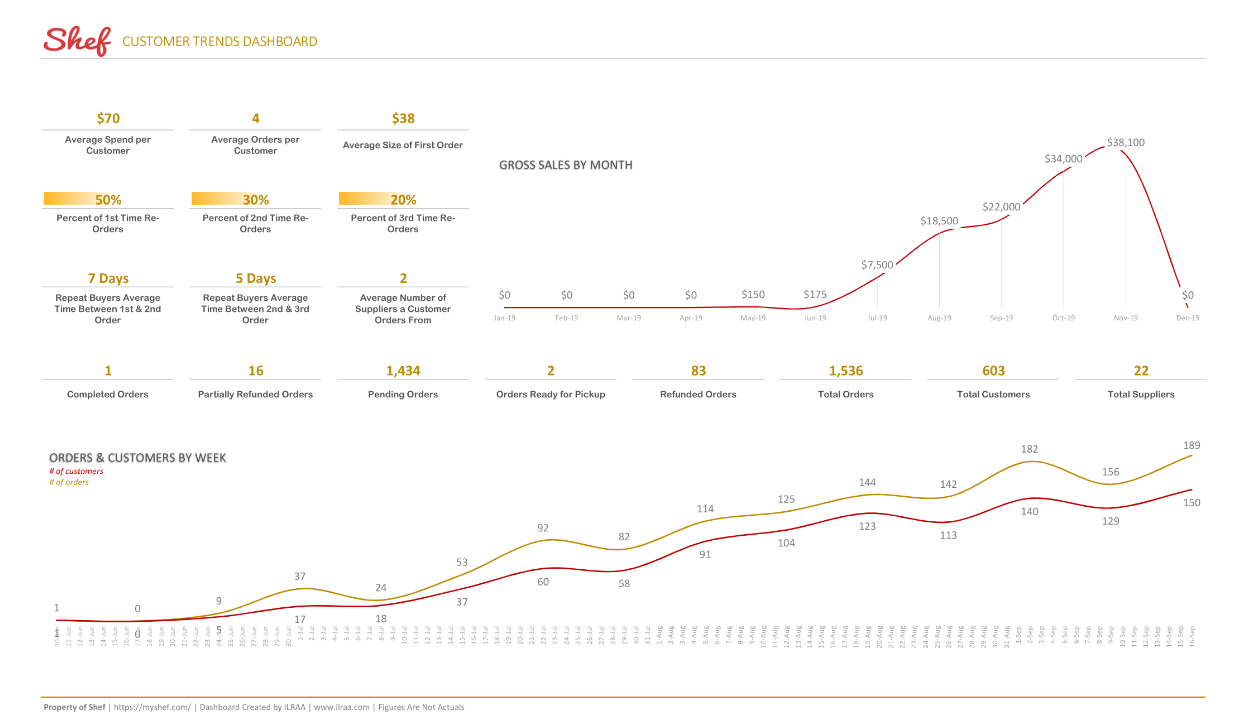 Shef CUSTOMER TRENDS DASHBOARD
$70
Average Spend per
Customer
4
Average Orders per
Customer
$38
Average Size of First Order
50%
Percent of 1st Time Re-
Orders
30%
Percent of 2nd Time Re-
Orders
20%
Percent of 3rd Time Re-
Orders
7 Days
Repeat Buyers Average
Time Between 1st & 2nd
Order
5 Days
Repeat Buyers Average
Time Between 2nd & 3rd
Order
2
Average Number of
Suppliers a Customer
Orders From
GROSS SALES BY MONTH
$0 $0 $0 $0 $150 $175 $7,500 $18,500 $22,000 $34,000 $38,100 $0
Jan-19 Feb-19 Mar-19 Apr-19 May-19 Jun-19 Jul-19 Aug-19 Sep-19 Oct-19 Nov-19 Dec-19
1
Completed Orders
16
Partially Refunded Orders
1,434
Pending Orders
2
Orders Ready for Pickup
83
Refunded Orders
1,536
Total Orders
603
Total Customers
22
Total Suppliers
ORDERS & CUSTOMERS BY WEEK
# of customers
# of orders
1 0 9 37 24 53 92 82 114 125 144 142 182 156 189
1 0 5 17 18 37 60 58 91 104 123 113 140 129 150
10-Jun 11-Jun 12-Jun 13-Jun 14-Jun 15-Jun 16-Jun 17-Jun 18-Jun 19-Jun 20-Jun 21-Jun 22-Jun 23-Jun 24-Jun 25-Jun 26-Jun 27-Jun 28-Jun 29-Jun 30-Jun 1-Jul 2-Jul 3-Jul 4-Jul 5-Jul 6-Jul 7-Jul 8-Jul 9-Jul 10-Jul 11-Jul 12-Jul 13-Jul 14-Jul 15-Jul 16-Jul 17-Jul 18-Jul 19-Jul 20-Jul 21-Jul 22-Jul 23-Jul 24-Jul 25-Jul 26-Jul 27-Jul 28-Jul 29-Jul 30-Jul 31-Jul 1-Aug 2-Aug 3-Aug 4-Aug 5-Aug 6-Aug 7-Aug 8-Aug 9-Aug 10-Aug 11-Aug 12-Aug 13-Aug 14-Aug 15-Aug 16-Aug 17-Aug 18-Aug 19-Aug 20-Aug 21-Aug 22-Aug 23-Aug 24-Aug 25-Aug 26-Aug 27-Aug 28-Aug 29-Aug 30-Aug 31-Aug 1-Sep 2-Sep 3-Sep 4-Sep 5-Sep 6-Sep 7-Sep 8-Sep 9-Sep 10-Sep 11-Sep 12-Sep 13-Sep 14-Sep 15-Sep 16-Sep
Property of Shef | https://myshef.com/ | Dashboard Created by ILRAA | www.ilraa.com | Figures Are Not Actuals